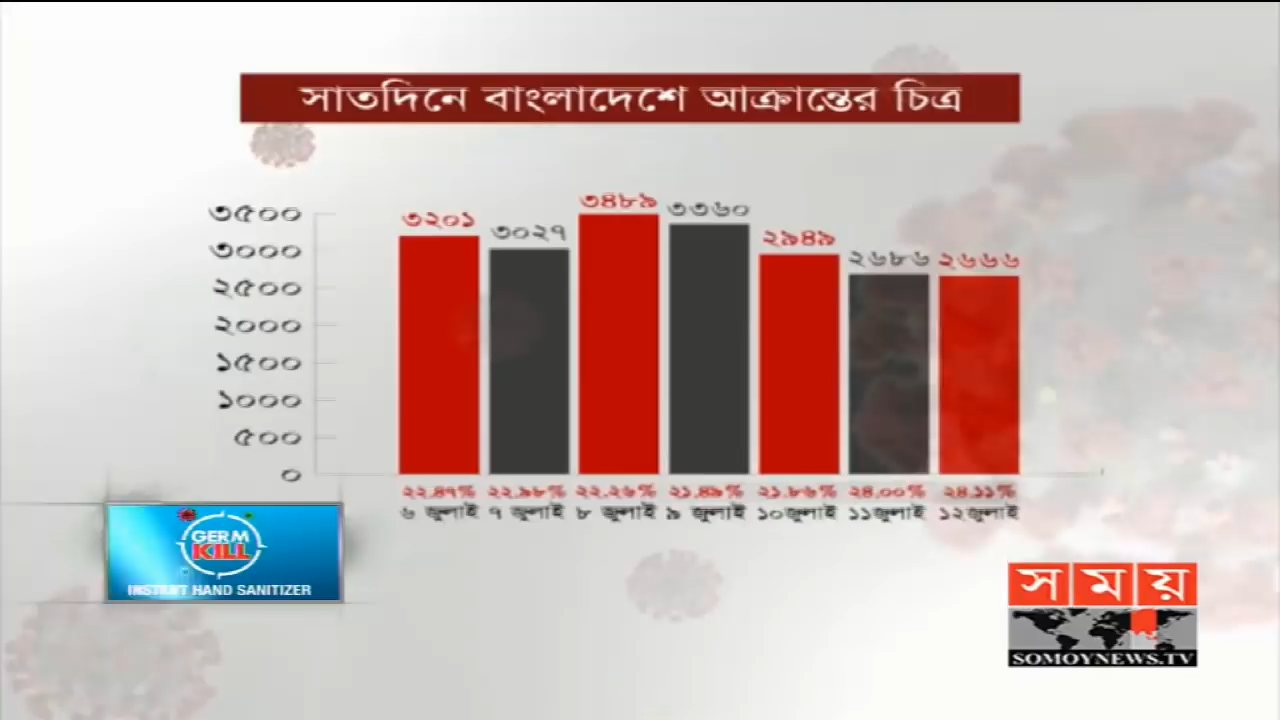 সাতদিনে বাংলাদেশে আক্রান্তের চিত্র
৩৫০০
৩০০০
২৫০০
২০০০
১৫০০
১০০০
৫০০
০
৩২০১ ৩০২৭ ৩৪৮৯ ৩৩৬০ ২৯৪৯ ২৬৮৬ ২৬৬৬
২২.৪৭% ২২.৯৮% ২২.২৬% ২১.৪৯% ২১.৮৬% ২৪.০০% ২৪.১১%
৬ জুলাই ৭ জুলাই ৮ জুলাই ৯ জুলাই ১০জুলাই ১১জুলাই ১২জুলাই
GERM
KILL
INSTANT HAND SANITIZER
সময়
SOMOYNEWS.TV